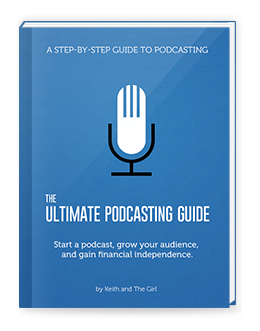 A STEP-BY-STEP GUIDE TO PODCASTING
THE
ULTIMATE PODCASTING GUIDE
Start a podcast, grow your audience,
and gain financial independence.
by Keith and The Girl